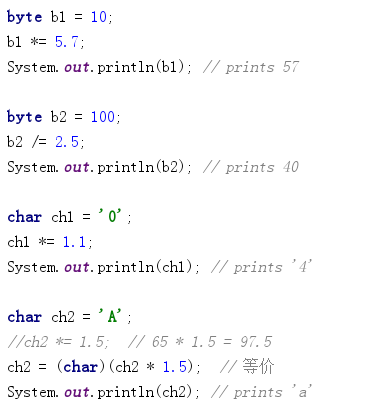 byte b1 = 10;
b1 *= 5.7;
System.out.println(b1); // prints 57
byte b2 = 100;
b2 /= 2.5;
System.out.println(b2); // prints 40
char ch1 = '0';
ch1 *= 1.1;
System.out.println(ch1); // prints '4'
char ch2 = 'A';
//ch2 *= 1.5;  // 65 * 1.5 = 97.5
ch2 = (char)(ch2 * 1.5);  // 等价
System.out.println(ch2); // prints 'a'